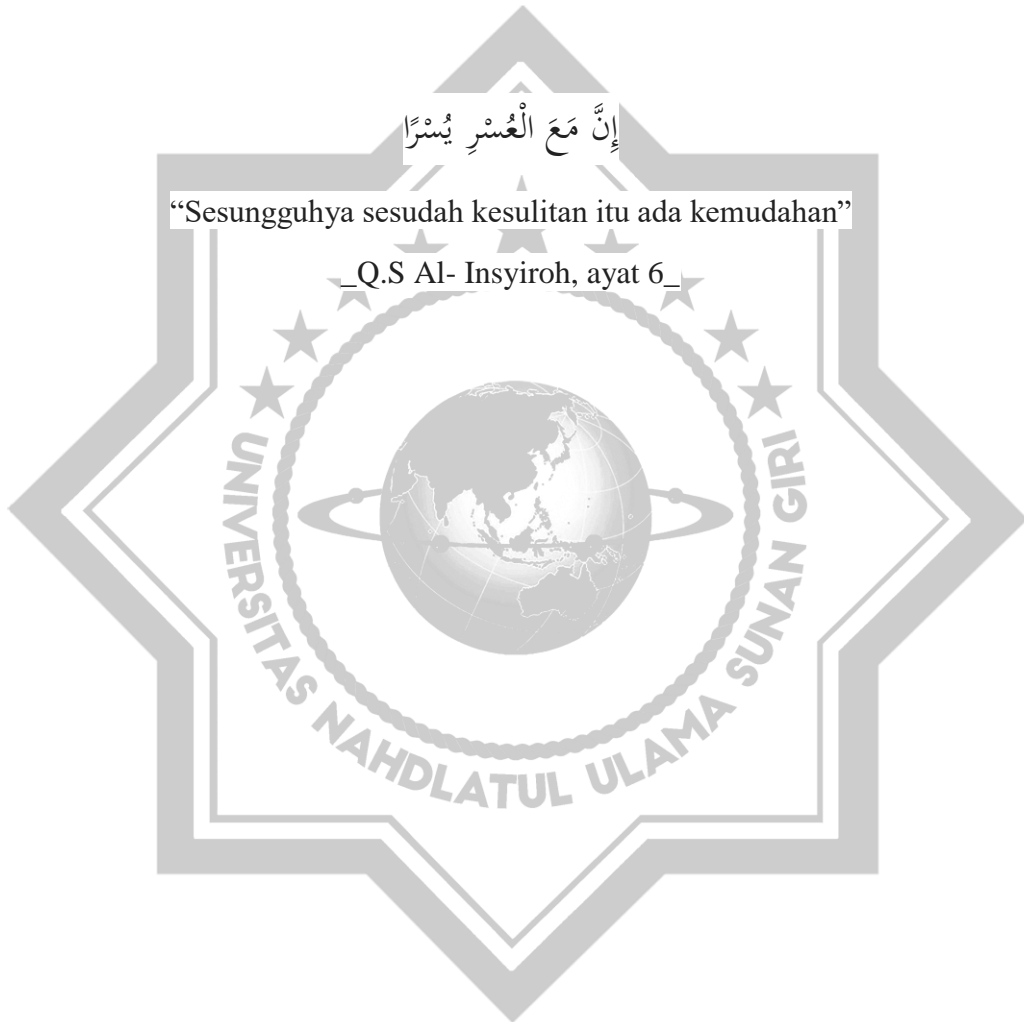 إِنَّ مَعَ الْعُسْرِ يُسْرًا
“Sesungguhya sesudah kesulitan itu ada kemudahan”
_Q.S Al- Insyiroh, ayat 6_
UNIVERSITAS NAHDLATUL ULAMA SUNAN GIRI